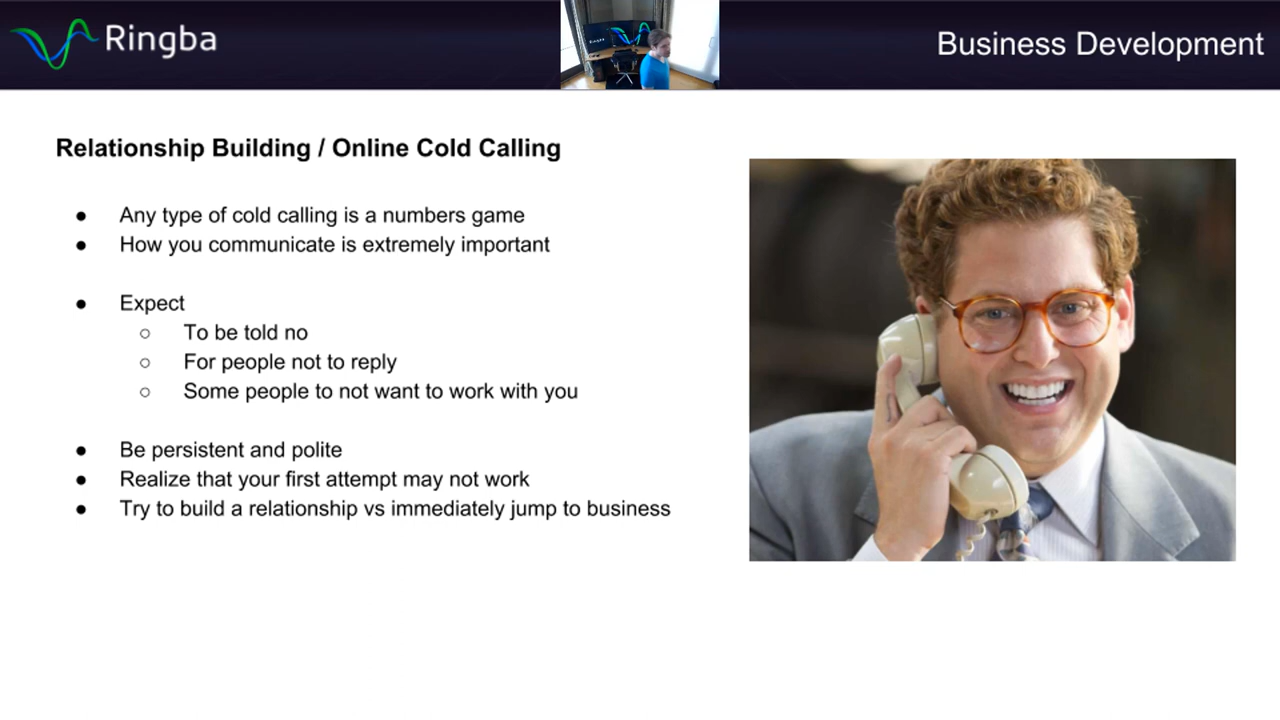 Ringba
Business Development
Relationship Building / Online Cold Calling
● Any type of cold calling is a numbers game
● How you communicate is extremely important
● Expect
○ To be told no
○ For people not to reply
○ Some people to not want to work with you
● Be persistent and polite
● Realize that your first attempt may not work
● Try to build a relationship vs immediately jump to business